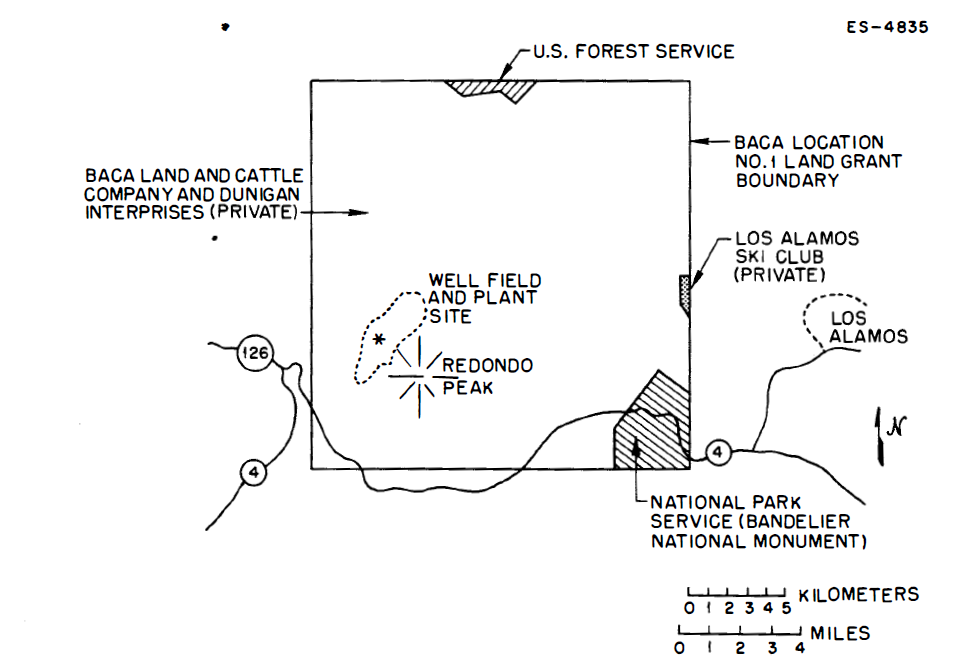 ES-4835
U.S. FOREST SERVICE
BACA LOCATION
NO.1 LAND GRANT
BOUNDARY
BACA LAND AND CATTLE
COMPANY AND DUNIGAN
INTERPRISES (PRIVATE)
LOS ALAMOS
SKI CLUB
(PRIVATE)
WELL FIELD
AND PLANT
SITE
*
LOS
ALAMOS
126
REDONDO
PEAK
N
4
4
NATIONAL PARK
SERVICE (BANDELIER
NATIONAL MONUMENT)
KILOMETERS
0 1 2 3 4 5
MILES
0 1 2 3 4